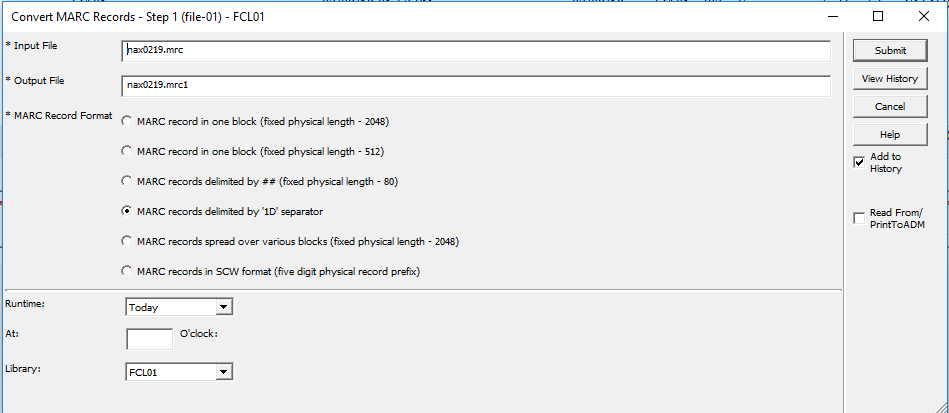 Convert MARC Records - Step 1 (file-01) - FCL01
* Input File
nax0219.mrc
Submit
* Output File
nax0219.mrc1
View History
* MARC Record Format
MARC record in one block (fixed physical length - 2048)
Cancel
MARC record in one block (fixed physical length - 512)
Help
Add to
History
MARC records delimited by ## (fixed physical length - 80)
MARC records delimited by '1D' separator
Read From/
PrintToADM
MARC records spread over various blocks (fixed physical length - 2048)
MARC records in SCW format (five digit physical record prefix)
Runtime:
Today
At:
O'clock:
Library:
FCL01